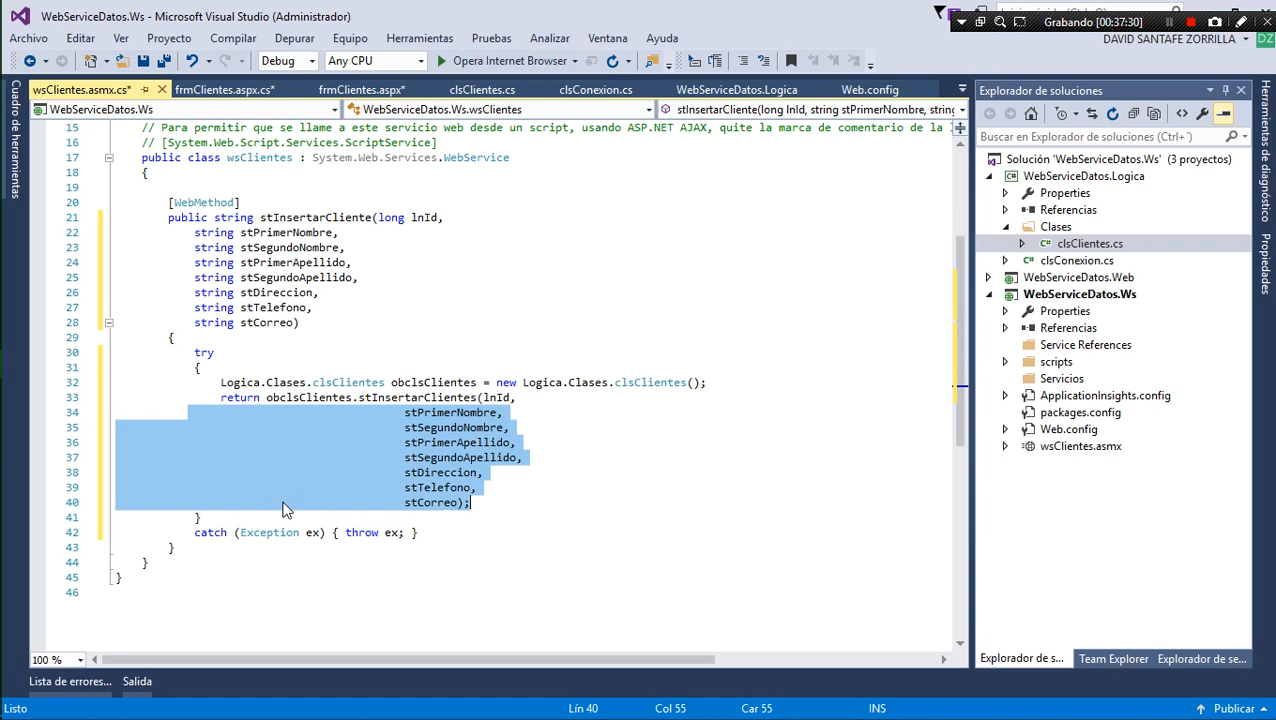 WebServiceDatos.Ws - Microsoft Visual Studio (Administrador)
Grabando [00:37:30]
Archivo Editar Ver Proyecto Compilar Depurar Equipo Herramientas Pruebas Analizar Ventana Ayuda
DAVID SANTAFE ZORRILLA DZ
Debug Any CPU Opera Internet Browser
wsClientes.asmx.cs* frmClientes.aspx.cs* frmClientes.aspx* clsClientes.cs clsConexion.cs WebServiceDatos.Logica Web.config
WebServiceDatos.Ws WebServiceDatos.Ws.wsClientes stInsertarCliente(long lnId, string stPrimerNombre, string
Cuadro de herramientas
15 // Para permitir que se llame a este servicio web desde un script, usando ASP.NET AJAX, quite la marca de comentario de la
16 // [System.Web.Script.Services.ScriptService]
17 public class wsClientes : System.Web.Services.WebService
18 {
19
20 [WebMethod]
21 public string stInsertarCliente(long lnId,
22 string stPrimerNombre,
23 string stSegundoNombre,
24 string stPrimerApellido,
25 string stSegundoApellido,
26 string stDireccion,
27 string stTelefono,
28 string stCorreo)
29 {
30 try
31 {
32 Logica.Clases.clsClientes obclsClientes = new Logica.Clases.clsClientes();
33 return obclsClientes.stInsertarClientes(lnId,
34 stPrimerNombre,
35 stSegundoNombre,
36 stPrimerApellido,
37 stSegundoApellido,
38 stDireccion,
39 stTelefono,
40 stCorreo);
41 }
42 catch (Exception ex) { throw ex; }
43 }
44 }
45 }
46
100 %
Explorador de soluciones
Buscar en Explorador de soluciones (Ctrl+´)
Solución 'WebServiceDatos.Ws' (3 proyectos)
WebServiceDatos.Logica
Properties
Referencias
Clases
clsClientes.cs
clsConexion.cs
WebServiceDatos.Web
WebServiceDatos.Ws
Properties
Referencias
Service References
scripts
Servicios
ApplicationInsights.config
packages.config
Web.config
wsClientes.asmx
Explorador de s... Team Explorer Explorador de se...
Herramientas de diagnóstico
Propiedades
Lista de errores... Salida
Listo Lín 40 Col 55 Car 55 INS Publicar